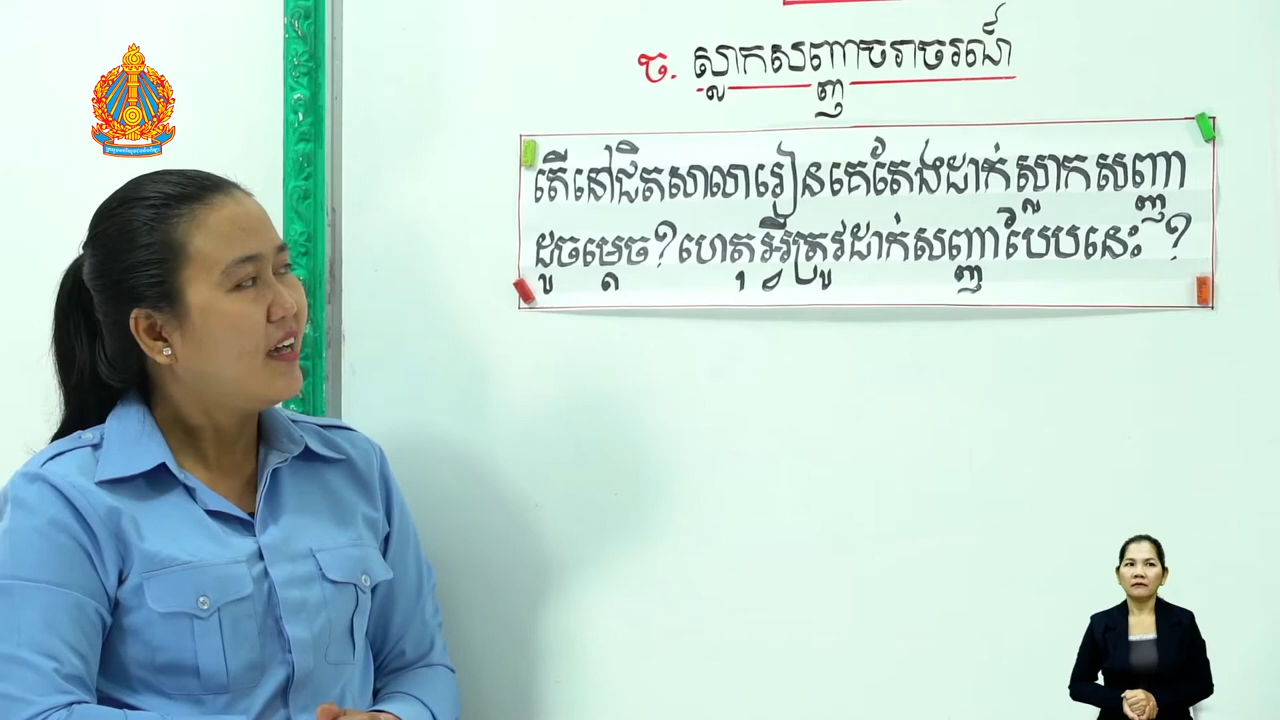 ច. ស្លាកសញ្ញាចរាចរណ៍
តើនៅជិតសាលារៀនគេតែងដាក់ស្លាកសញ្ញា
ដូចម្ដេច?ហេតុអ្វីត្រូវដាក់សញ្ញាបែបនេះ ?